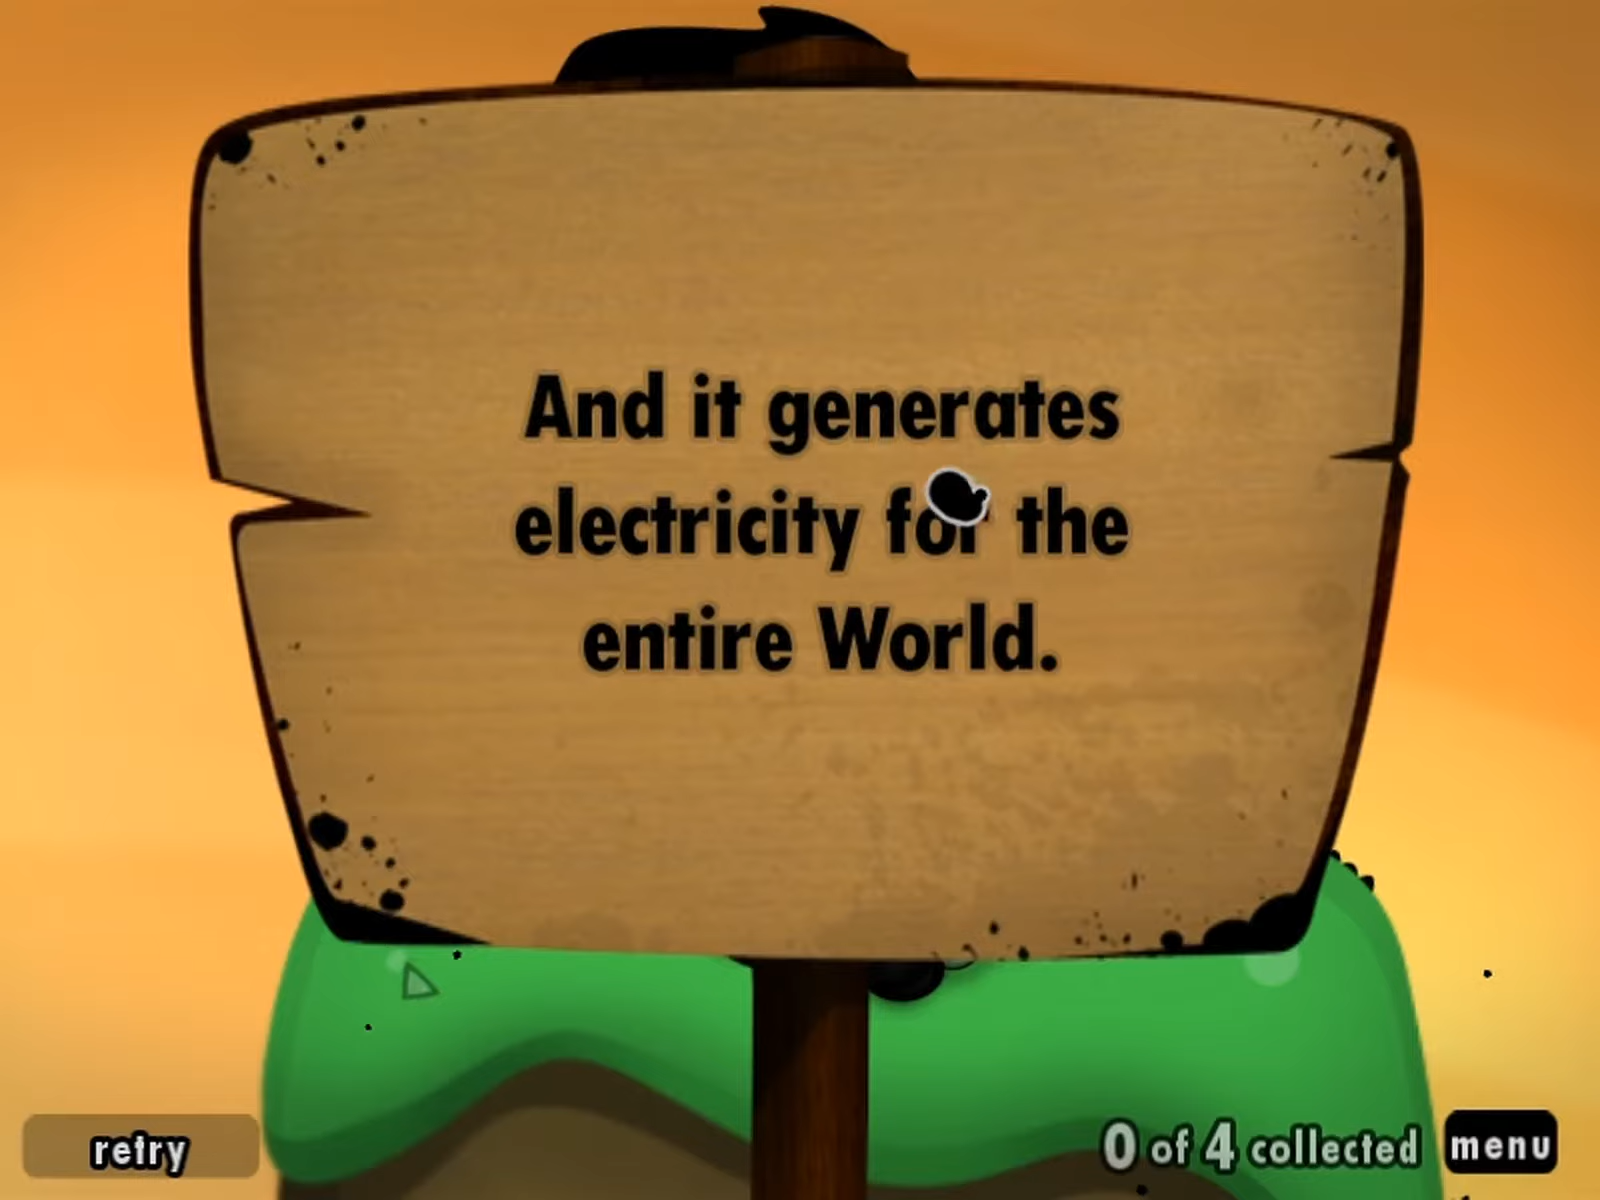 And it generates
electricity for the
entire World.
retry
0 of 4 collected
menu